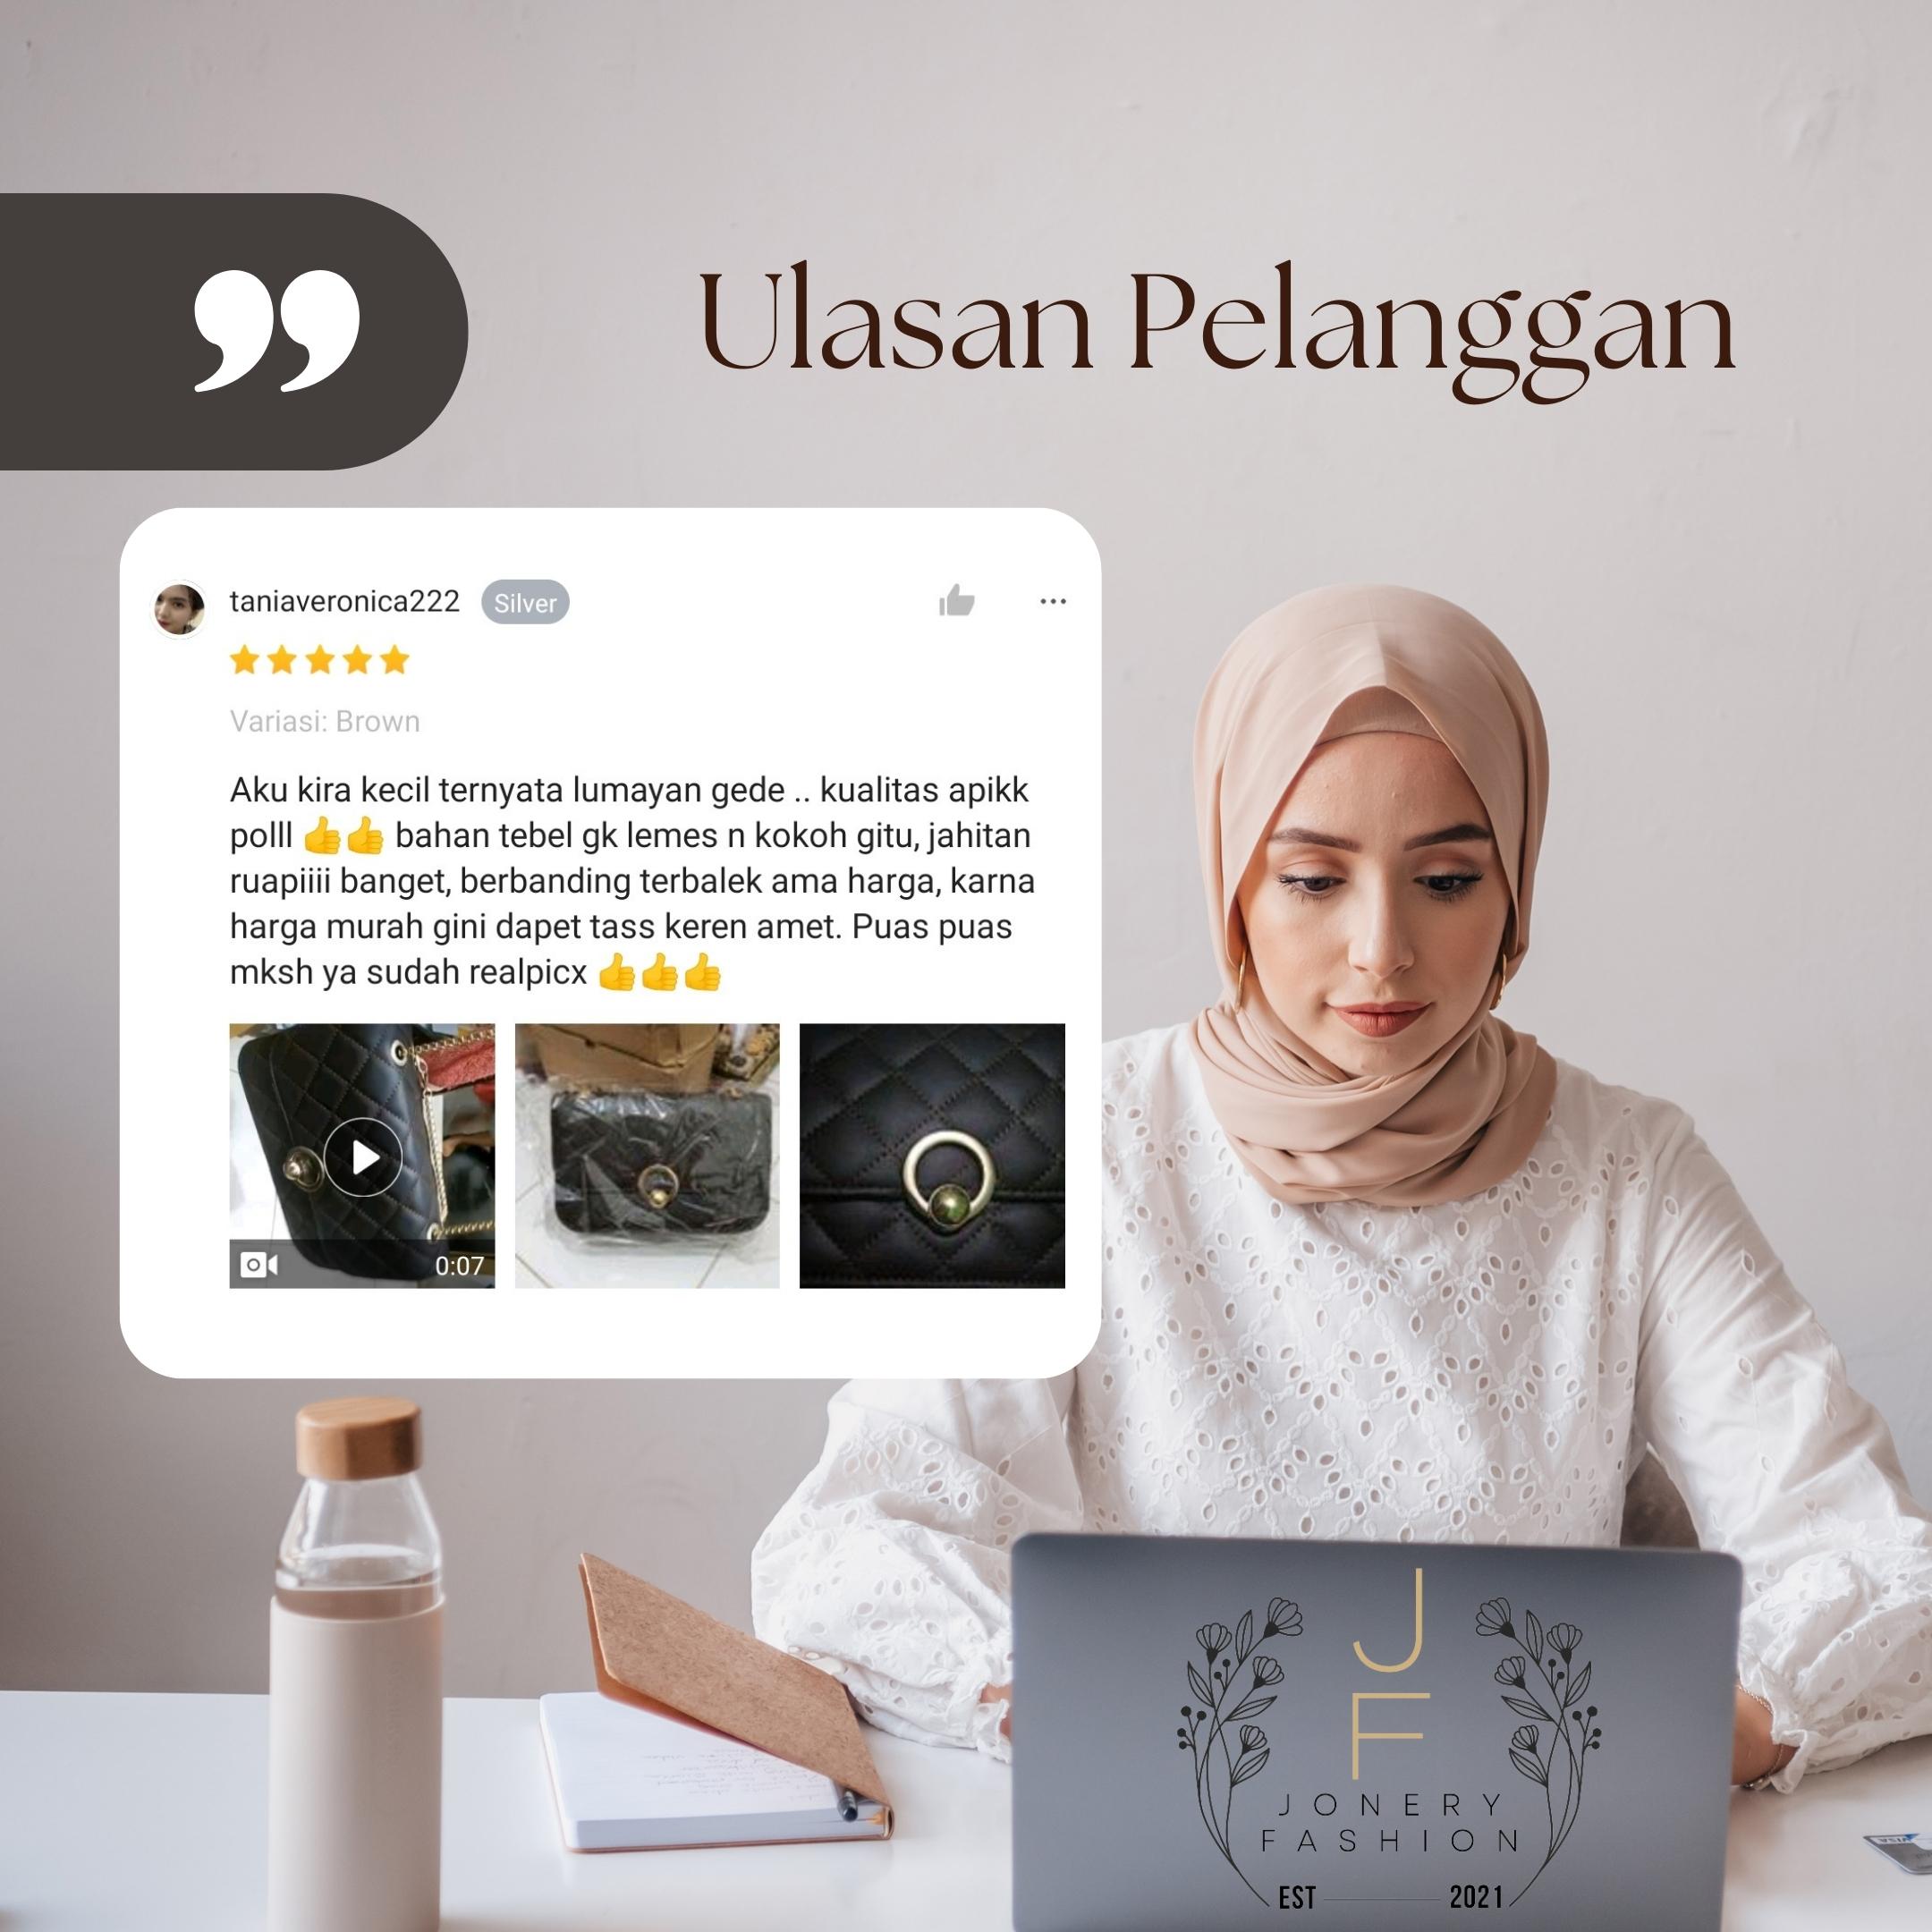 Ulasan Pelanggan
taniaveronica222 Silver
Variasi: Brown
Aku kira kecil ternyata lumayan gede .. kualitas apikk
polll 👍👍 bahan tebel gk lemes n kokoh gitu, jahitan
ruapiiii banget, berbanding terbalek ama harga, karna
harga murah gini dapet tass keren amet. Puas puas
mksh ya sudah realpicx 👍👍👍
0:07
J
F
JONERY
FASHION
EST 2021
VISA